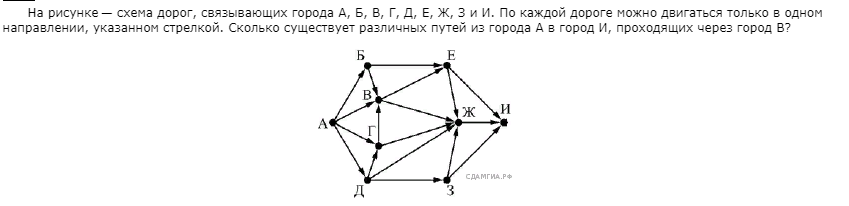 На рисунке — схема дорог, связывающих города А, Б, В, Г, Д, Е, Ж, З и И. По каждой дороге можно двигаться только в одном
направлении, указанном стрелкой. Сколько существует различных путей из города А в город И, проходящих через город В?
Б
Е
В
Ж
И
А
Г
СДАМГИА.РФ
Д
З